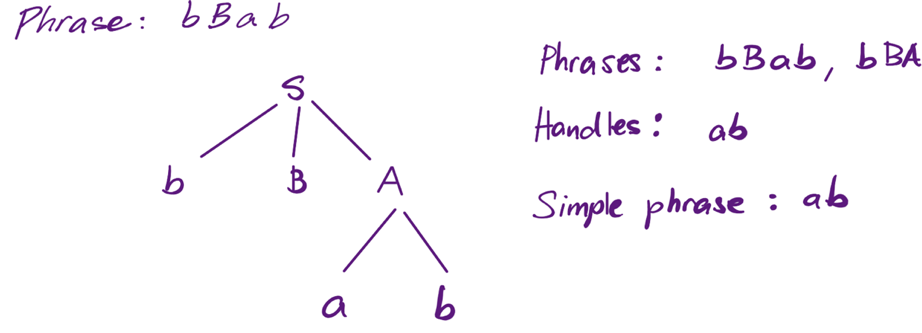 Phrase: bBab
S
b B A
a b
Phrases: bBab, bBA
Handles: ab
Simple phrase: ab